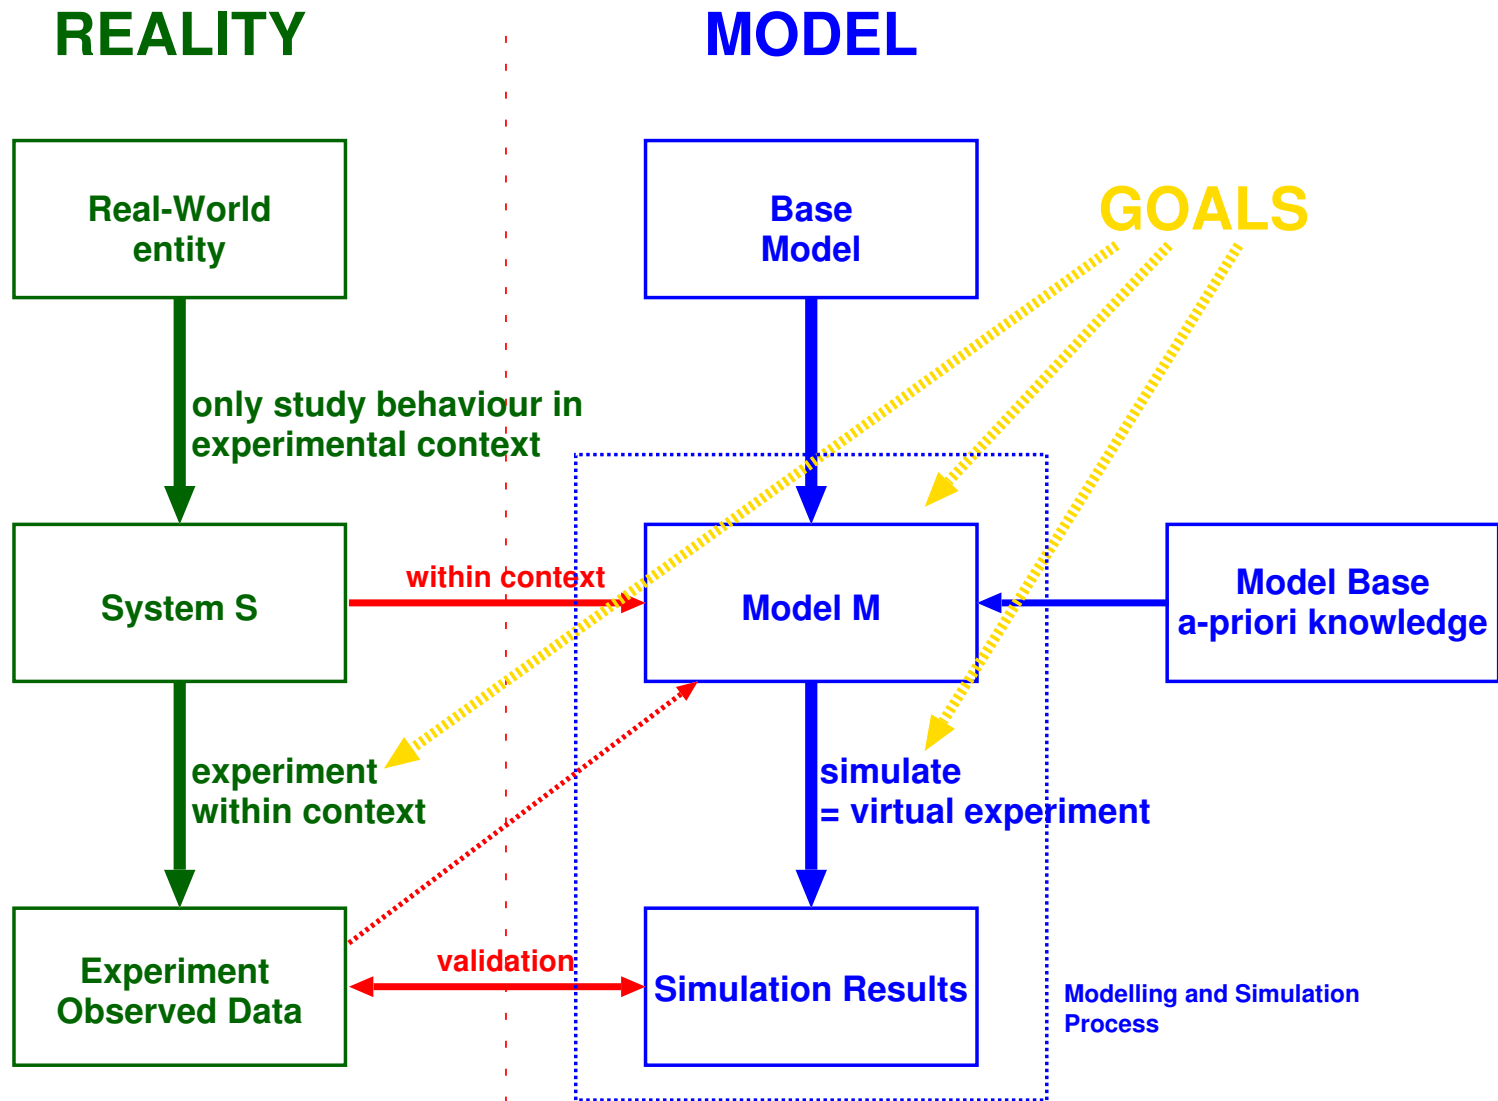 REALITY
MODEL
Real-World
entity
Base
Model
GOALS
only study behaviour in
experimental context
within context
System S
Model M
Model Base
a-priori knowledge
experiment
within context
simulate
= virtual experiment
validation
Experiment
Observed Data
Simulation Results
Modelling and Simulation
Process